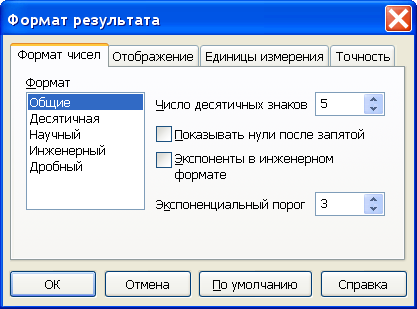 Формат результата
Формат чисел Отображение Единицы измерения Точность
Формат
Общие
Десятичная
Научный
Инженерный
Дробный
Число десятичных знаков 5
Показывать нули после запятой
Экспоненты в инженерном
формате
Экспоненциальный порог 3
ОК Отмена По умолчанию Справка